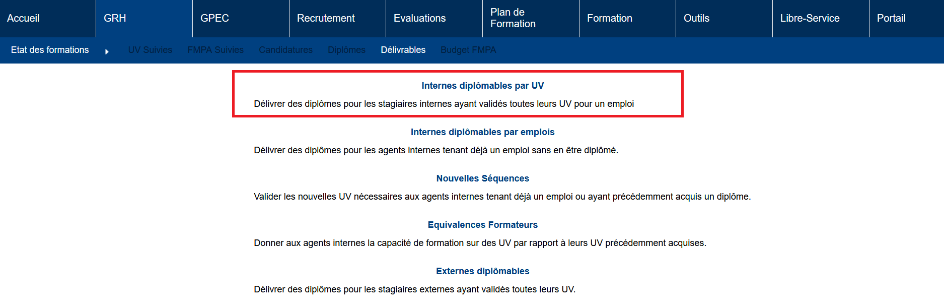 Accueil
GRH
GPEC
Recrutement
Evaluations
Plan de
Formation
Formation
Outils
Libre-Service
Portail
Etat des formations
UV Suivies
FMPA Suivies
Candidatures
Diplômes
Délivrables
Budget FMPA
Internes diplômables par UV
Délivrer des diplômes pour les stagiaires internes ayant validés toutes leurs UV pour un emploi
Internes diplômables par emplois
Délivrer des diplômes pour les agents internes tenant déjà un emploi sans en être diplômé.
Nouvelles Séquences
Valider les nouvelles UV nécessaires aux agents internes tenant déjà un emploi ou ayant précédemment acquis un diplôme.
Equivalences Formateurs
Donner aux agents internes la capacité de formation sur des UV par rapport à leurs UV précédemment acquises.
Externes diplômables
Délivrer des diplômes pour les stagiaires externes ayant validés toutes leurs UV.